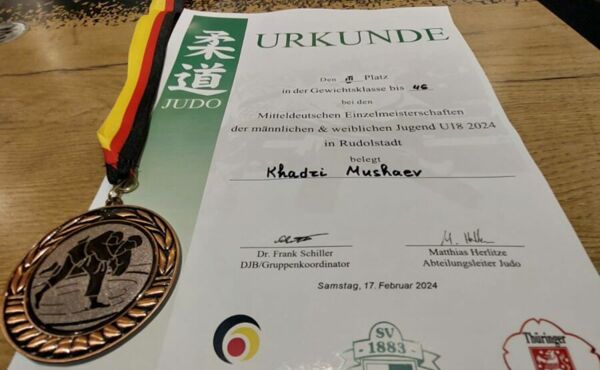 柔道
JUDO
URKUNDE
Den III Platz
in der Gewichtsklasse bis 46
bei den
Mitteldeutschen Einzelmeisterschaften
der männlichen & weiblichen Jugend U18 2024
in Rudolstadt
belegt
Khadzi Mushaev
Dr. Frank Schiller
DJB/Gruppenkoordinator
Matthias Herlitze
Abteilungsleiter Judo
Samstag, 17. Februar 2024
SV
1883
Thüringer